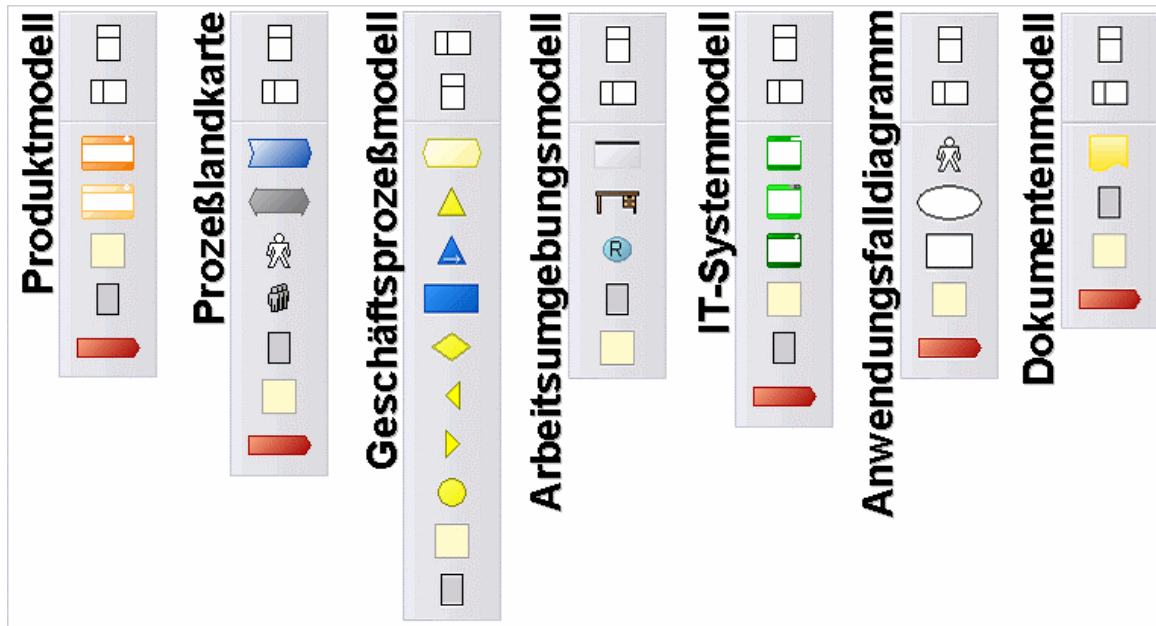 Produktmodell
Prozeßlandkarte
Geschäftsprozeßmodell
Arbeitsumgebungsmodell
R
IT-Systemmodell
Anwendungsfalldiagramm
Dokumentenmodell